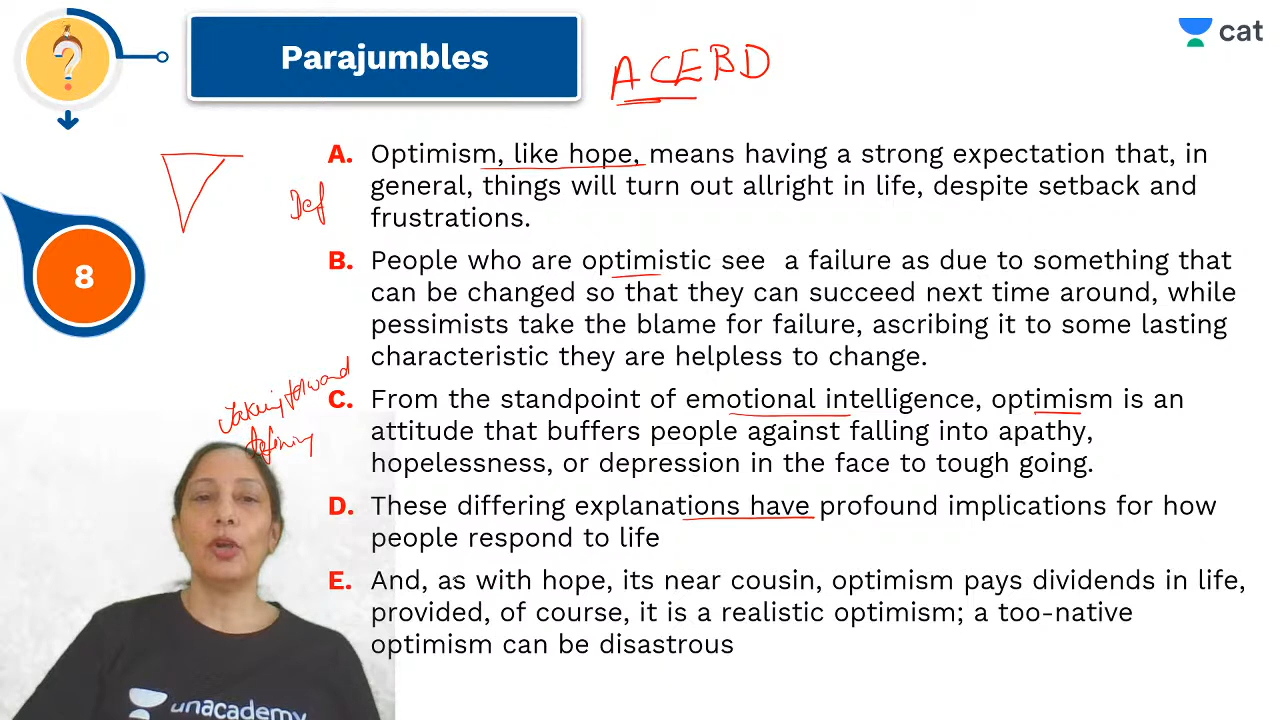 Parajumbles
ACEBD
cat
A. Optimism, like hope, means having a strong expectation that, in
general, things will turn out allright in life, despite setback and
frustrations.
Def
B. People who are optimistic see a failure as due to something that
can be changed so that they can succeed next time around, while
pessimists take the blame for failure, ascribing it to some lasting
characteristic they are helpless to change.
8
C. From the standpoint of emotional intelligence, optimism is an
attitude that buffers people against falling into apathy,
hopelessness, or depression in the face to tough going.
Taking forward
defining
D. These differing explanations have profound implications for how
people respond to life
E. And, as with hope, its near cousin, optimism pays dividends in life,
provided, of course, it is a realistic optimism; a too-native
optimism can be disastrous
unacademy